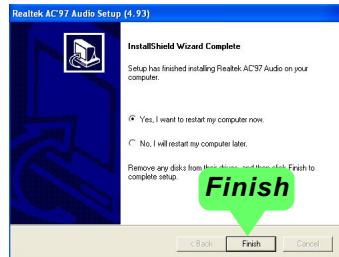 Realtek AC'97 Audio Setup (4.93)
InstallShield Wizard Complete
Setup has finished installing Realtek AC'97 Audio on your
computer.
Yes, I want to restart my computer now.
No, I will restart my computer later.
Remove any disks from their drives, and then click Finish to
complete setup.
Finish
< Back Finish Cancel